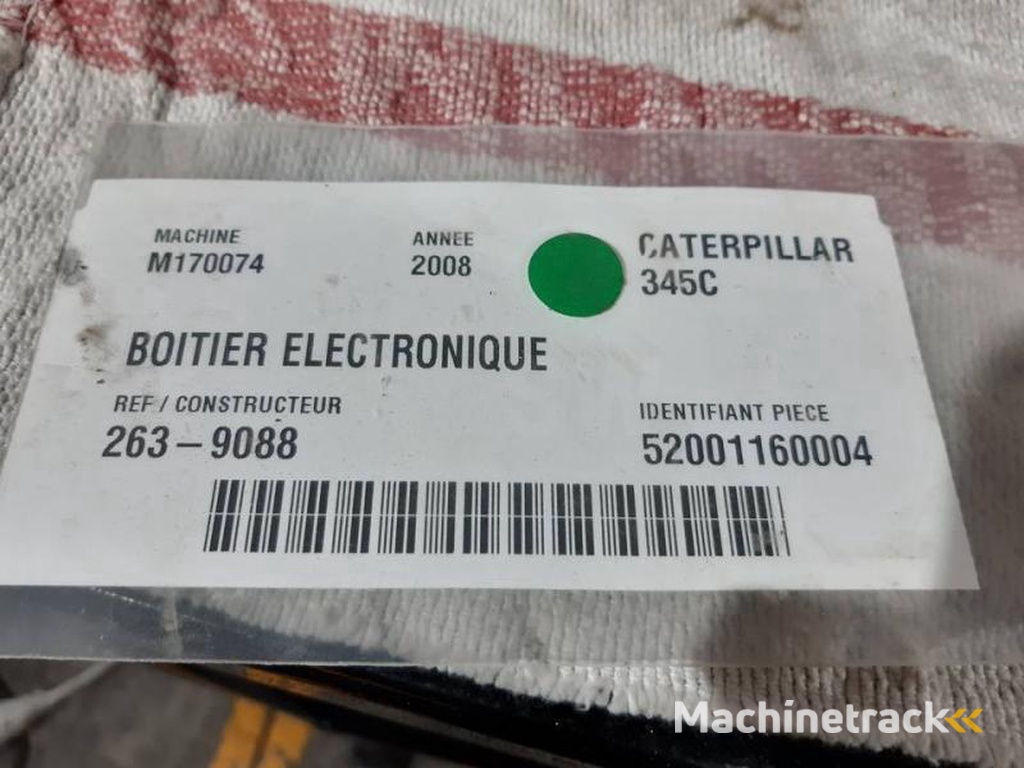 MACHINE
M170074
ANNEE
2008
CATERPILLAR
345C
BOITIER ELECTRONIQUE
REF / CONSTRUCTEUR
263-9088
IDENTIFIANT PIECE
52001160004
Machinetrack